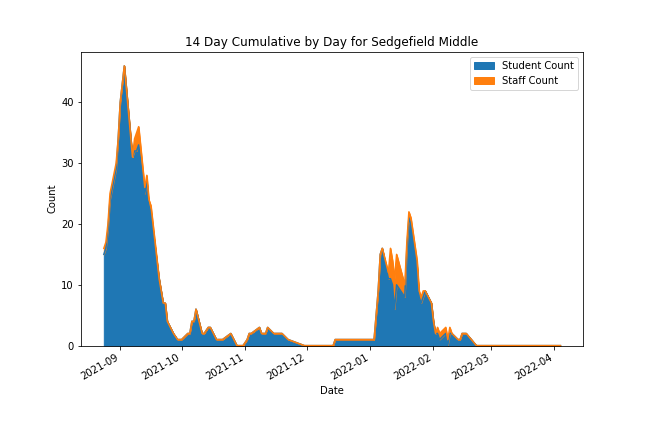 14 Day Cumulative by Day for Sedgefield Middle
Student Count
Staff Count
40
30
20
10
0
Count
2021-09
2021-10
2021-11
2021-12
2022-01
2022-02
2022-03
2022-04
Date